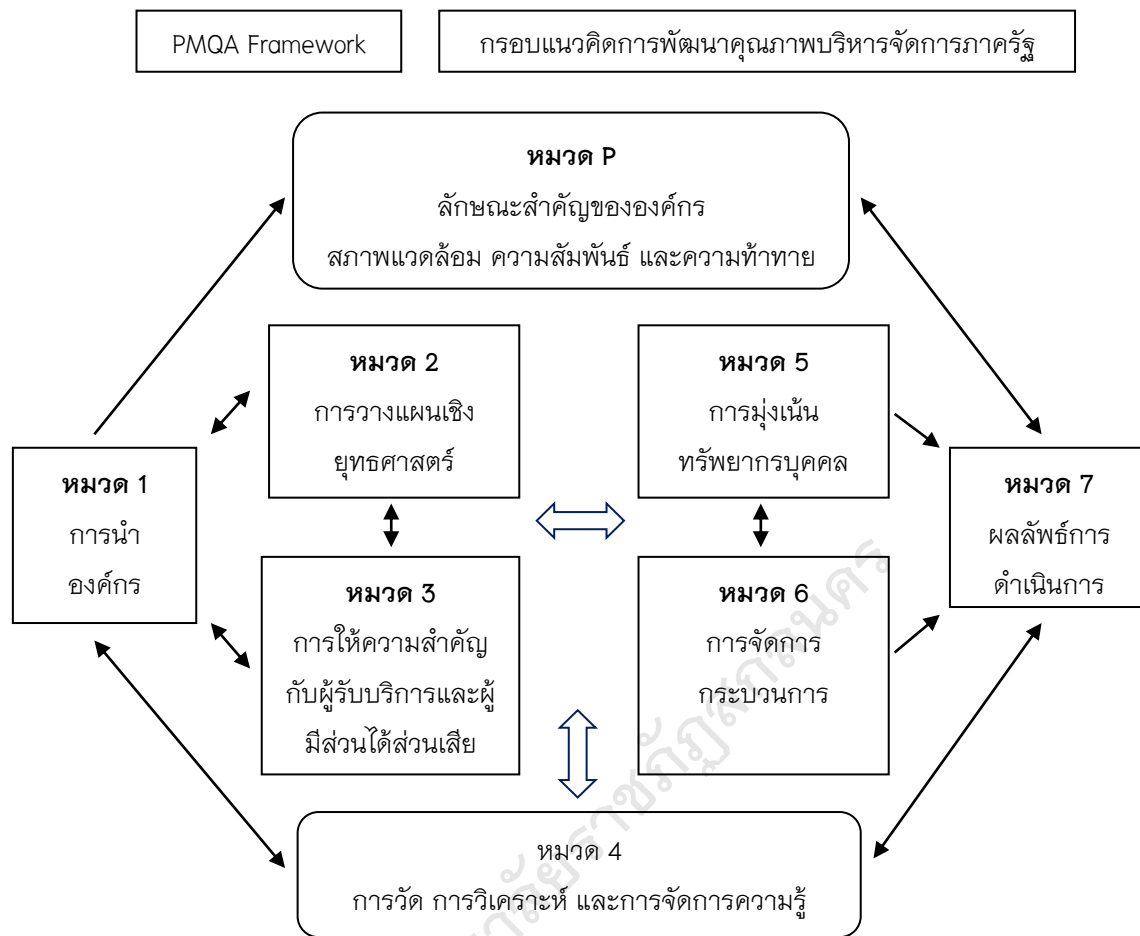 PMQA Framework
กรอบแนวคิดการพัฒนาคุณภาพบริหารจัดการภาครัฐ
หมวด P
ลักษณะสำคัญขององค์กร
สภาพแวดล้อม ความสัมพันธ์ และความท้าทาย
หมวด 2
การวางแผนเชิง
ยุทธศาสตร์
หมวด 5
การมุ่งเน้น
ทรัพยากรบุคคล
หมวด 1
การนำ
องค์กร
หมวด 7
ผลลัพธ์การ
ดำเนินการ
หมวด 3
การให้ความสำคัญ
กับผู้รับบริการและผู้
มีส่วนได้ส่วนเสีย
หมวด 6
การจัดการ
กระบวนการ
หมวด 4
การวัด การวิเคราะห์ และการจัดการความรู้
ลัยราชภัฏสกลนคร